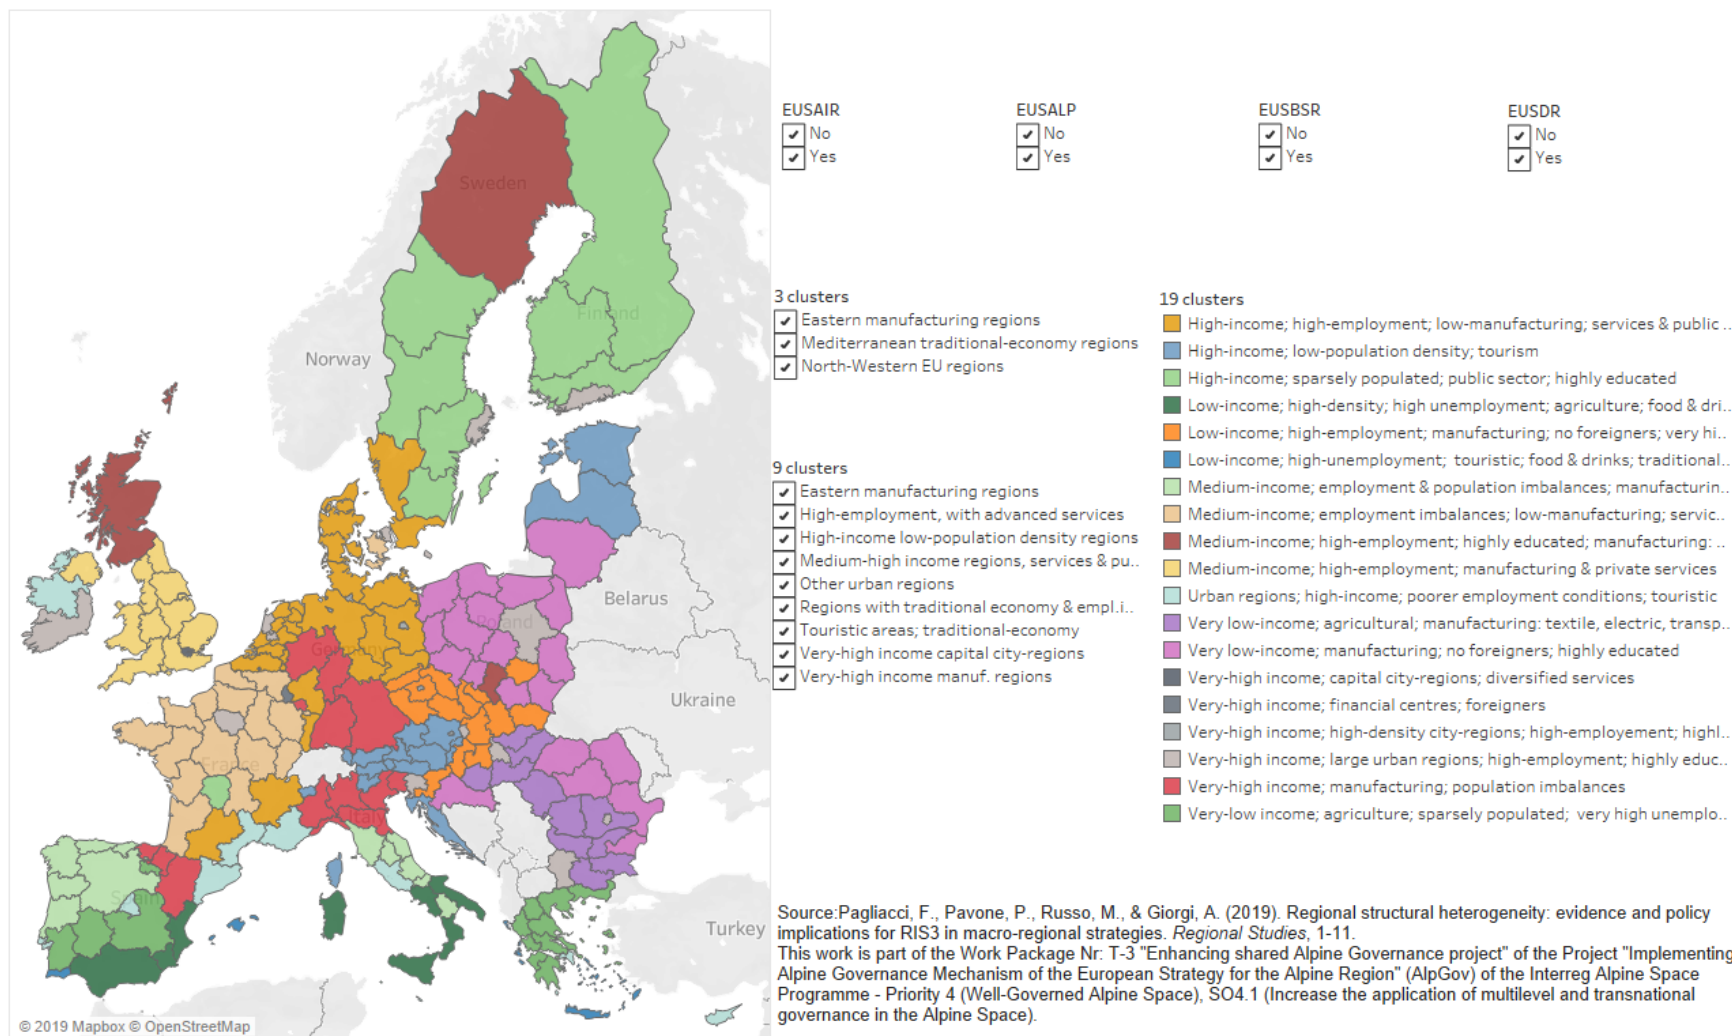 EUSAIR
No
Yes
EUSALP
No
Yes
EUSBSR
No
Yes
EUSDR
No
Yes
3 clusters
Eastern manufacturing regions
Mediterranean traditional-economy regions
North-Western EU regions
9 clusters
Eastern manufacturing regions
High-employment, with advanced services
High-income low-population density regions
Medium-high income regions, services & pu..
Other urban regions
Regions with traditional economy & empl.i..
Touristic areas; traditional-economy
Very-high income capital city-regions
Very-high income manuf. regions
19 clusters
High-income; high-employment; low-manufacturing; services & public ..
High-income; low-population density; tourism
High-income; sparsely populated; public sector; highly educated
Low-income; high-density; high unemployment; agriculture; food & dri..
Low-income; high-employment; manufacturing; no foreigners; very hi..
Low-income; high-unemployment; touristic; food & drinks; traditional..
Medium-income; employment & population imbalances; manufacturin..
Medium-income; employment imbalances; low-manufacturing; servic..
Medium-income; high-employment; highly educated; manufacturing: ..
Medium-income; high-employment; manufacturing & private services
Urban regions; high-income; poorer employment conditions; touristic
Very low-income; agricultural; manufacturing: textile, electric, transp..
Very low-income; manufacturing; no foreigners; highly educated
Very-high income; capital city-regions; diversified services
Very-high income; financial centres; foreigners
Very-high income; high-density city-regions; high-employement; highl..
Very-high income; large urban regions; high-employment; highly educ..
Very-high income; manufacturing; population imbalances
Very-low income; agriculture; sparsely populated; very high unemplo..
Sweden
Finland
Norway
Belarus
Poland
Germany
Ukraine
France
Italy
Spain
Turkey
© 2019 Mapbox © OpenStreetMap
Source:Pagliacci, F., Pavone, P., Russo, M., & Giorgi, A. (2019). Regional structural heterogeneity: evidence and policy
implications for RIS3 in macro-regional strategies. Regional Studies, 1-11.
This work is part of the Work Package Nr: T-3 "Enhancing shared Alpine Governance project" of the Project "Implementing
Alpine Governance Mechanism of the European Strategy for the Alpine Region" (AlpGov) of the Interreg Alpine Space
Programme - Priority 4 (Well-Governed Alpine Space), SO4.1 (Increase the application of multilevel and transnational
governance in the Alpine Space).